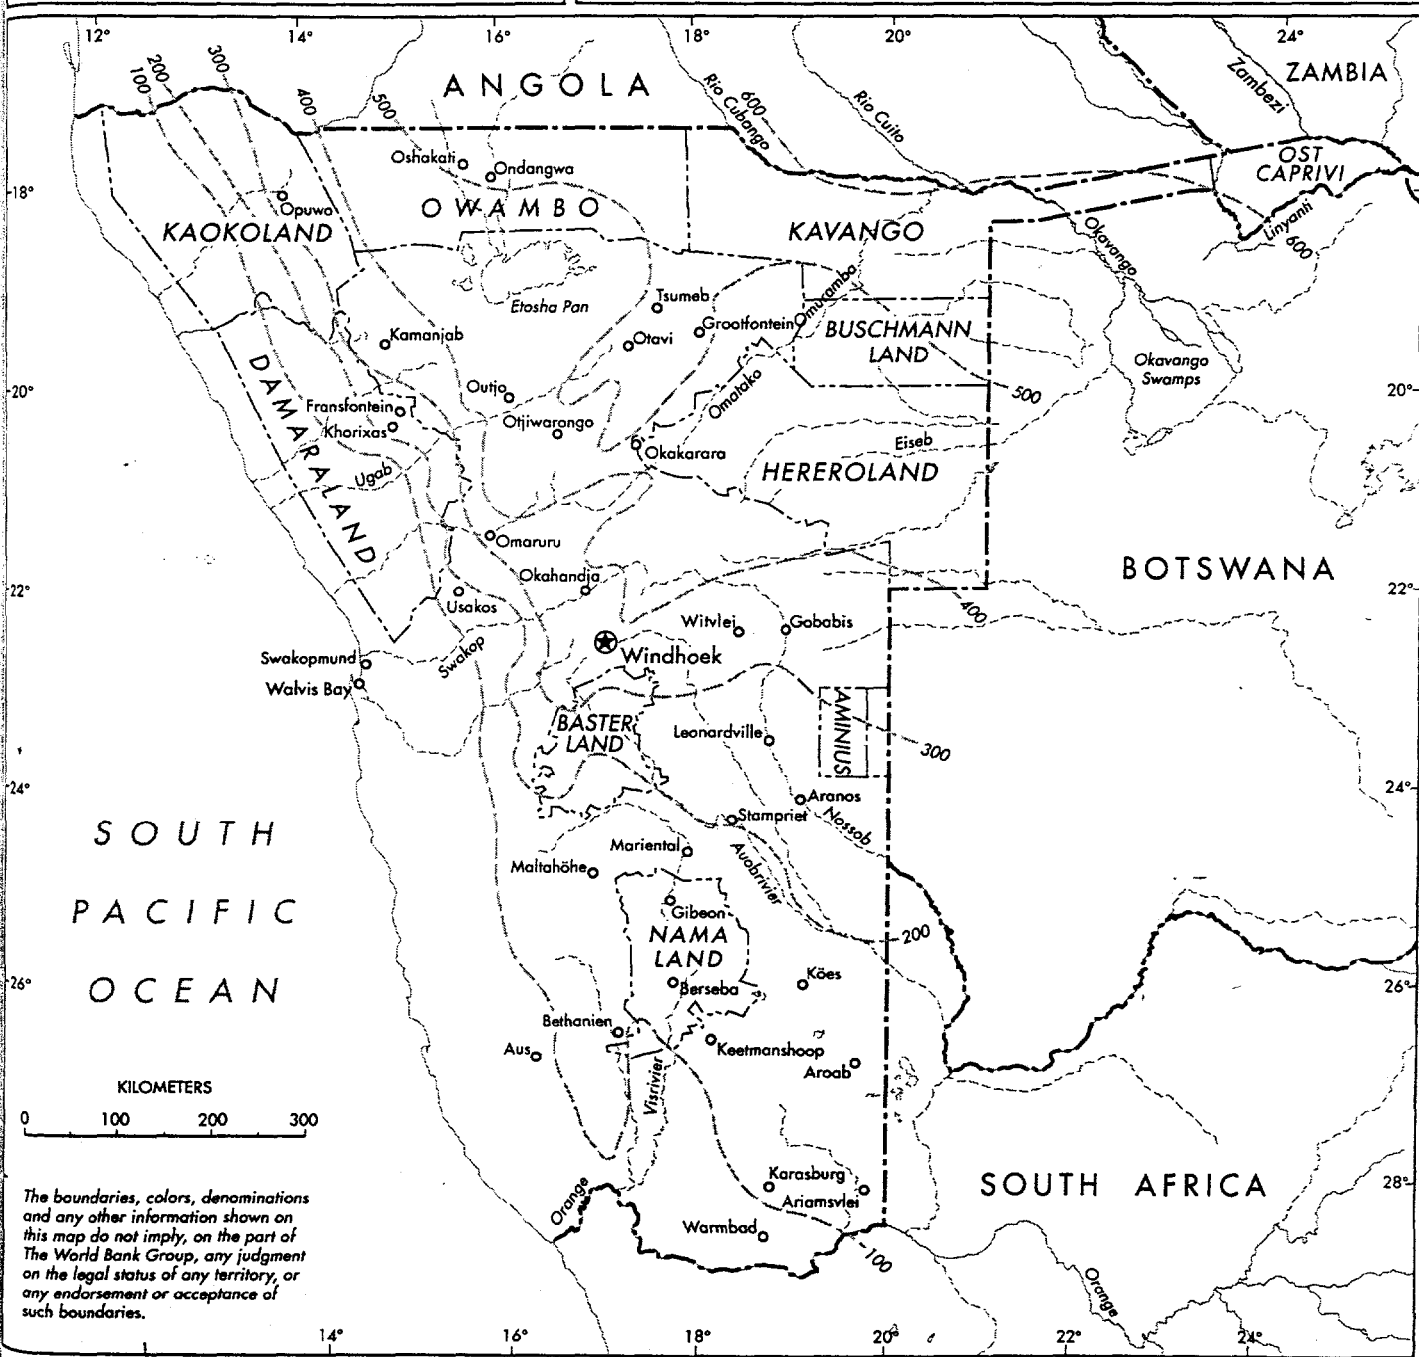 12°
14°
16°
18°
20°
24°
100
200
300
400
500
600
ANGOLA
ZAMBIA
Rio Cubango
Rio Cuito
Zambezi
Oshakati
Ondangwa
OST
CAPRIVI
18°
Opuwo
OWAMBO
KAOKOLAND
KAVANGO
Okavango
Linyanti
600
Etosha Pan
Tsumeb
Omuramba
Grootfontein
Otavi
Kamanjab
BUSCHMANN
LAND
Okavango
Swamps
DAMARALAND
20°
20°
Outjo
Omatako
500
Fransfontein
Otjiwarongo
Khorixas
Okakarara
Eiseb
HEREROLAND
Ugab
Omaruru
BOTSWANA
Okahandja
22°
22°
Usakos
400
Witvlei
Gobabis
Swakop
Windhoek
Swakopmund
Walvis Bay
AMINIUS
BASTER
LAND
Leonardville
300
24°
24°
Aranos
Stampriet
Nossob
SOUTH
PACIFIC
OCEAN
Mariental
Maltahöhe
Auobrivier
Gibeon
NAMA
LAND
200
26°
26°
Köes
Berseba
Bethanien
Aus
Keetmanshoop
Aroab
Visrivier
KILOMETERS
0 100 200 300
Karasburg
Ariamsvlei
SOUTH AFRICA
28°
Orange
Warmbad
100
Orange
The boundaries, colors, denominations
and any other information shown on
this map do not imply, on the part of
The World Bank Group, any judgment
on the legal status of any territory, or
any endorsement or acceptance of
such boundaries.
14°
16°
18°
20°
22°
24°